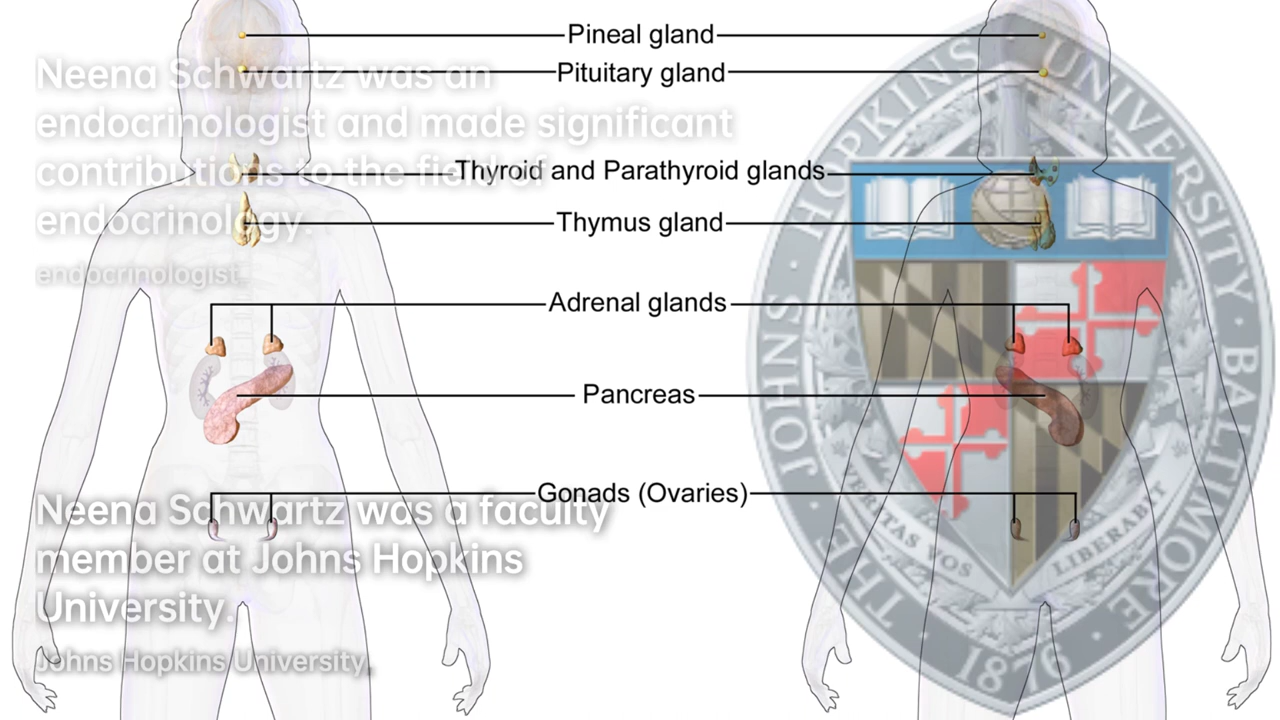 Pineal gland
Pituitary gland
Thyroid and Parathyroid glands
Thymus gland
Adrenal glands
Pancreas
Gonads (Ovaries)
Neena Schwartz was an
endocrinologist and made significant
contributions to the field of
endocrinology.
endocrinologist
Neena Schwartz was a faculty
member at Johns Hopkins
University.
Johns Hopkins University,
THE · JOHNS · HOPKINS · UNIVERSITY · BALTIMORE ·
VERITAS VOS
LIBERABIT
1876